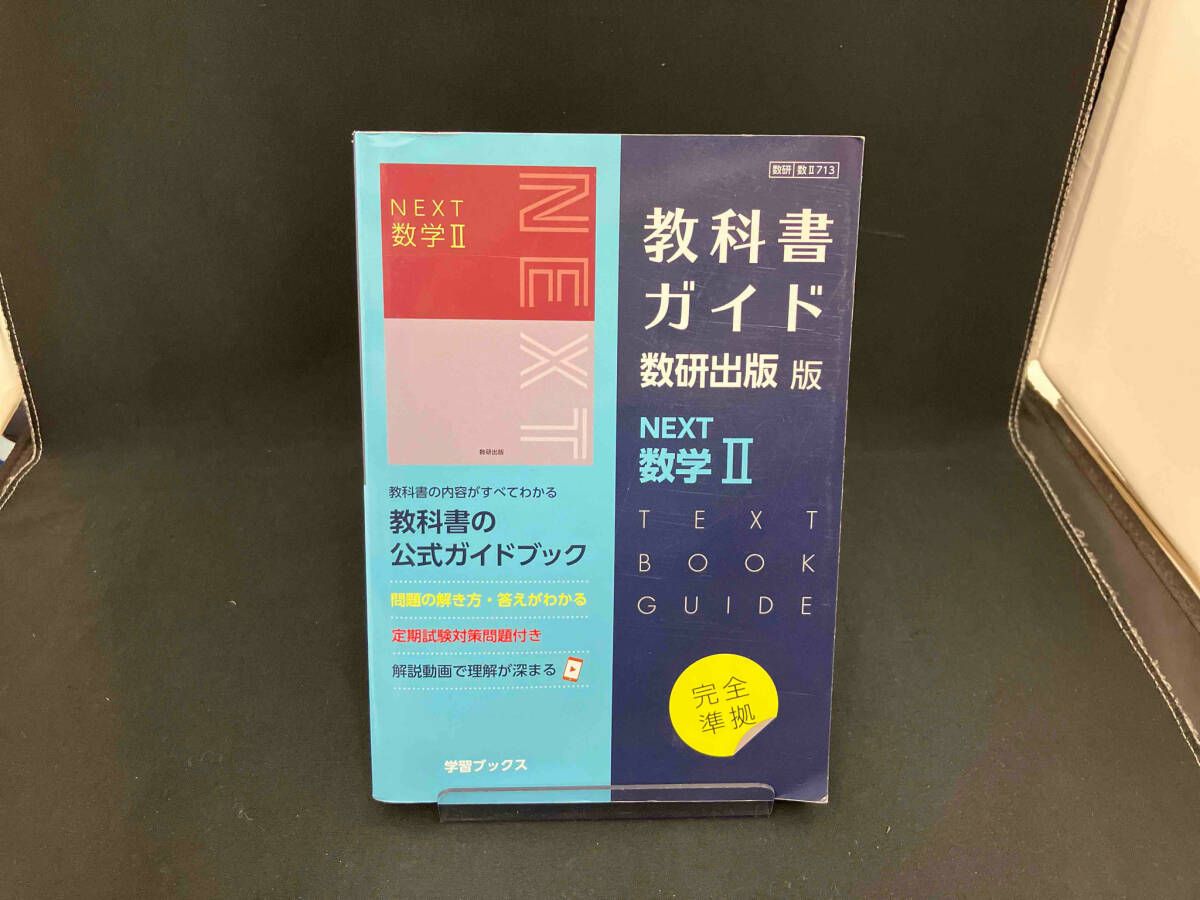 NEXT
数学Ⅱ
NEXT
数研出版
教科書の内容がすべてわかる
教科書の
公式ガイドブック
問題の解き方・答えがわかる
定期試験対策問題付き
解説動画で理解が深まる
学習ブックス
数研 数Ⅱ713
教科書
ガイド
数研出版 版
NEXT
数学Ⅱ
TEXT
BOOK
GUIDE
完全
準拠